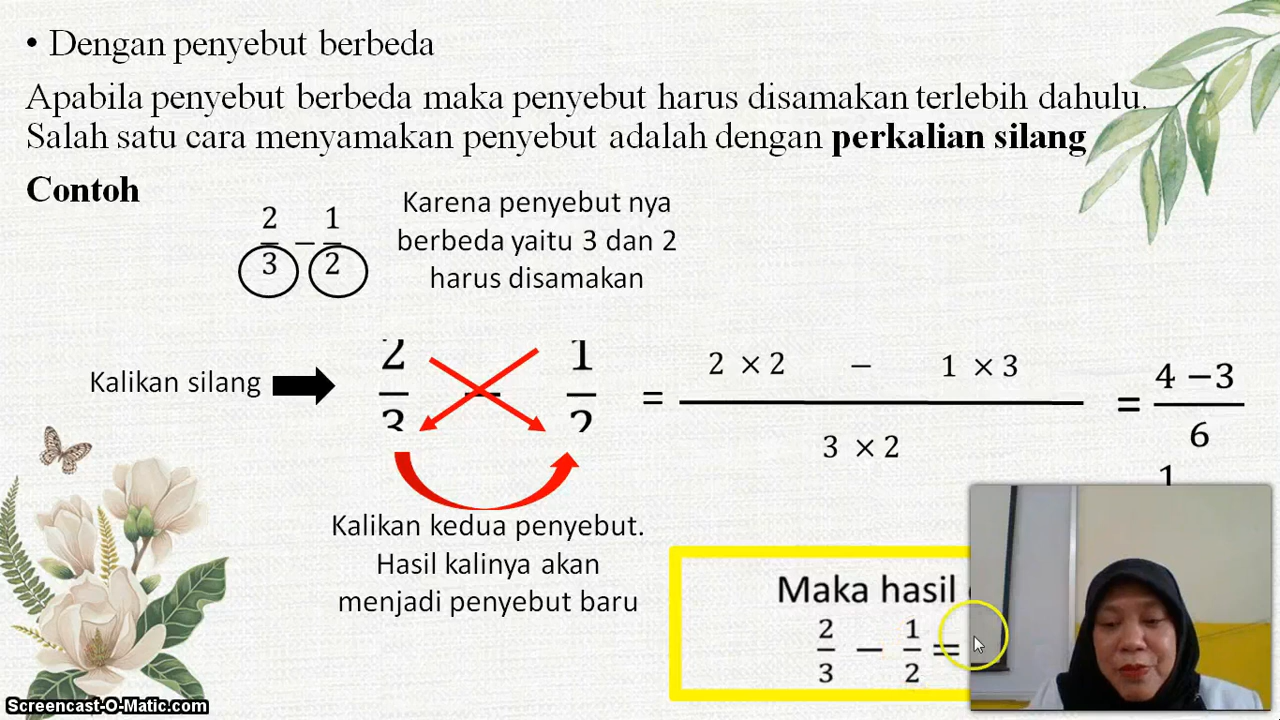 • Dengan penyebut berbeda
Apabila penyebut berbeda maka penyebut harus disamakan terlebih dahulu.
Salah satu cara menyamakan penyebut adalah dengan perkalian silang
Contoh
2/3 − 1/2
Karena penyebut nya
berbeda yaitu 3 dan 2
harus disamakan
Kalikan silang
2/3 − 1/2 = (2 × 2 − 1 × 3)/(3 × 2) = (4 − 3)/6
1
Kalikan kedua penyebut.
Hasil kalinya akan
menjadi penyebut baru
Maka hasil
2/3 − 1/2 =
Screencast-O-Matic.com